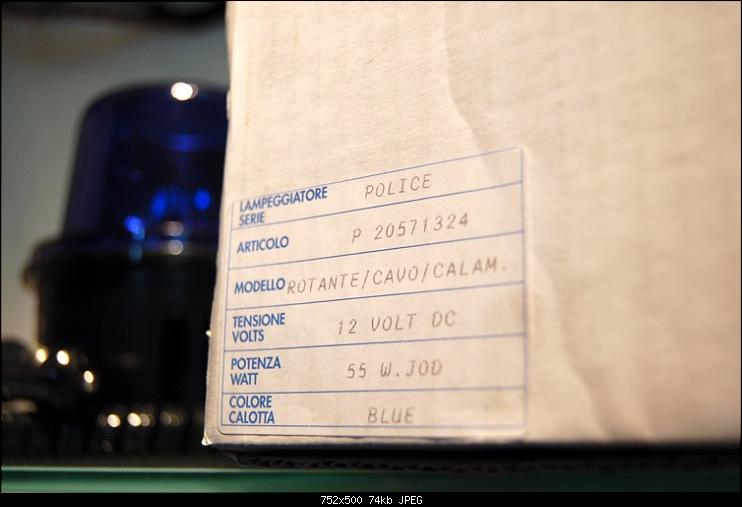 LAMPEGGIATORE SERIE POLICE
ARTICOLO P 20571324
MODELLO ROTANTE/CAVO/CALAM.
TENSIONE VOLTS 12 VOLT DC
POTENZA WATT 55 W.JOD
COLORE CALOTTA BLUE
752x500 74kb JPEG